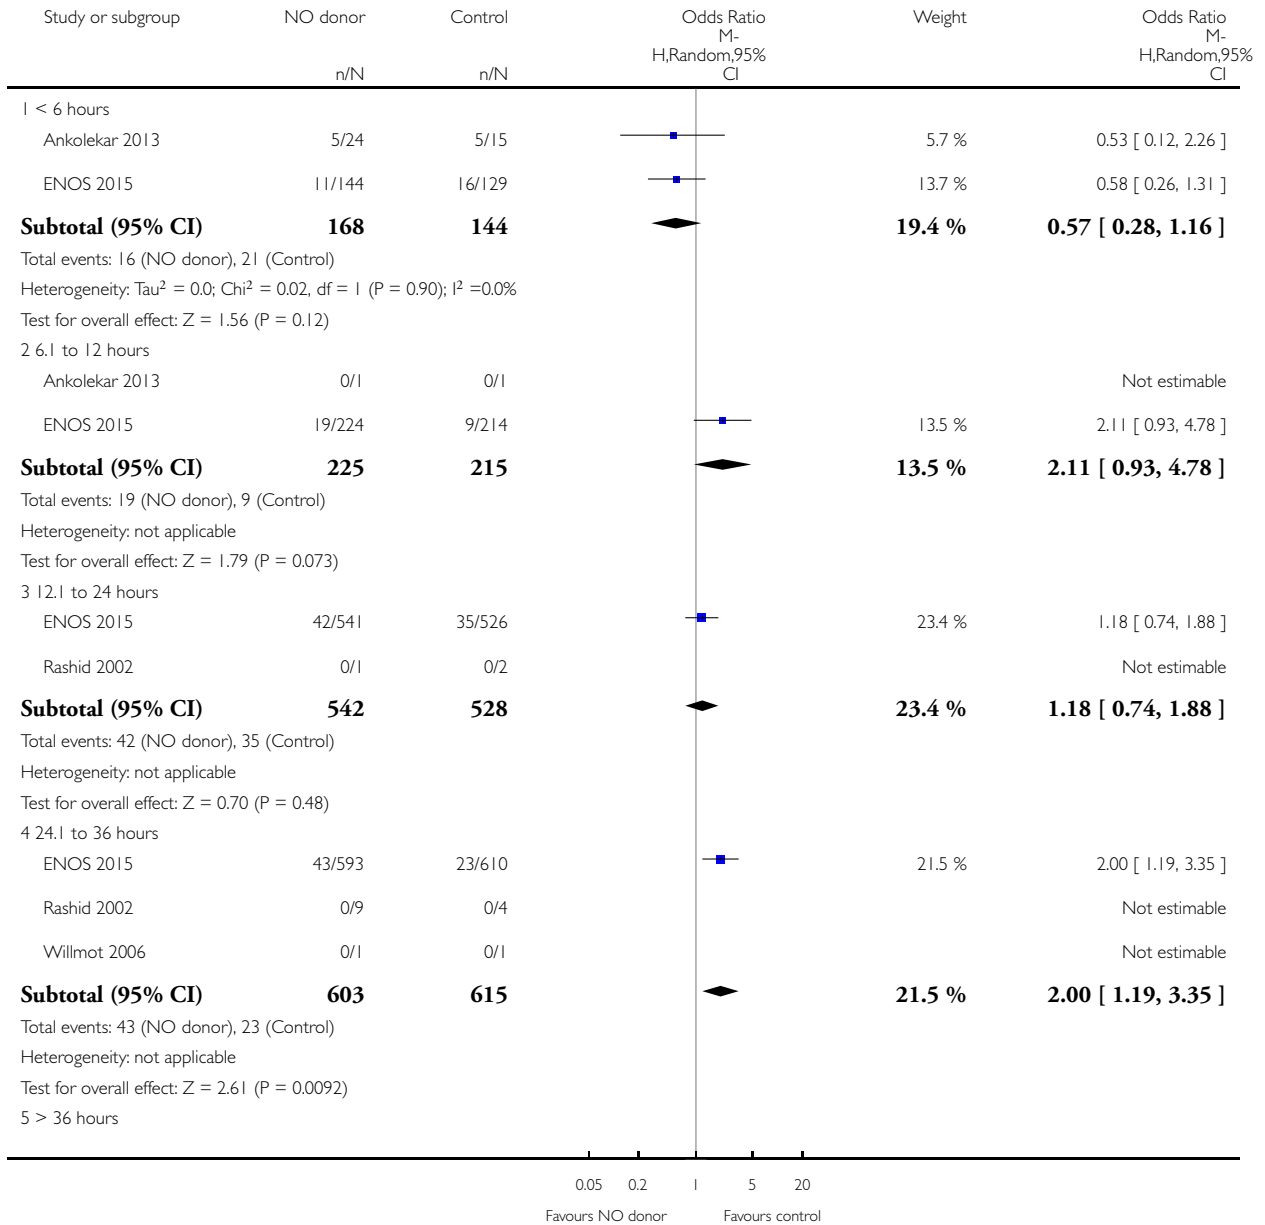 Study or subgroup NO donor Control Odds Ratio Weight Odds Ratio
M- M-
H,Random,95% H,Random,95%
n/N n/N CI CI
1 < 6 hours
Ankolekar 2013 5/24 5/15 5.7 % 0.53 [ 0.12, 2.26 ]
ENOS 2015 11/144 16/129 13.7 % 0.58 [ 0.26, 1.31 ]
Subtotal (95% CI) 168 144 19.4 % 0.57 [ 0.28, 1.16 ]
Total events: 16 (NO donor), 21 (Control)
Heterogeneity: Tau² = 0.0; Chi² = 0.02, df = 1 (P = 0.90); I² =0.0%
Test for overall effect: Z = 1.56 (P = 0.12)
2 6.1 to 12 hours
Ankolekar 2013 0/1 0/1 Not estimable
ENOS 2015 19/224 9/214 13.5 % 2.11 [ 0.93, 4.78 ]
Subtotal (95% CI) 225 215 13.5 % 2.11 [ 0.93, 4.78 ]
Total events: 19 (NO donor), 9 (Control)
Heterogeneity: not applicable
Test for overall effect: Z = 1.79 (P = 0.073)
3 12.1 to 24 hours
ENOS 2015 42/541 35/526 23.4 % 1.18 [ 0.74, 1.88 ]
Rashid 2002 0/1 0/2 Not estimable
Subtotal (95% CI) 542 528 23.4 % 1.18 [ 0.74, 1.88 ]
Total events: 42 (NO donor), 35 (Control)
Heterogeneity: not applicable
Test for overall effect: Z = 0.70 (P = 0.48)
4 24.1 to 36 hours
ENOS 2015 43/593 23/610 21.5 % 2.00 [ 1.19, 3.35 ]
Rashid 2002 0/9 0/4 Not estimable
Willmot 2006 0/1 0/1 Not estimable
Subtotal (95% CI) 603 615 21.5 % 2.00 [ 1.19, 3.35 ]
Total events: 43 (NO donor), 23 (Control)
Heterogeneity: not applicable
Test for overall effect: Z = 2.61 (P = 0.0092)
5 > 36 hours
0.05 0.2 1 5 20
Favours NO donor Favours control